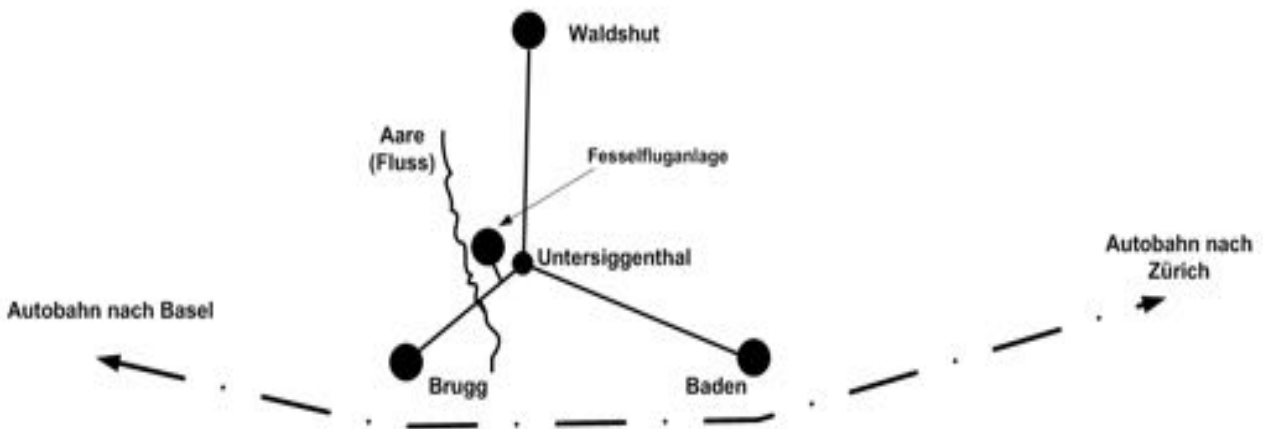 Waldshut
Aare
(Fluss)
Fesselfluganlage
Untersiggenthal
Autobahn nach
Zürich
Autobahn nach Basel
Brugg
Baden